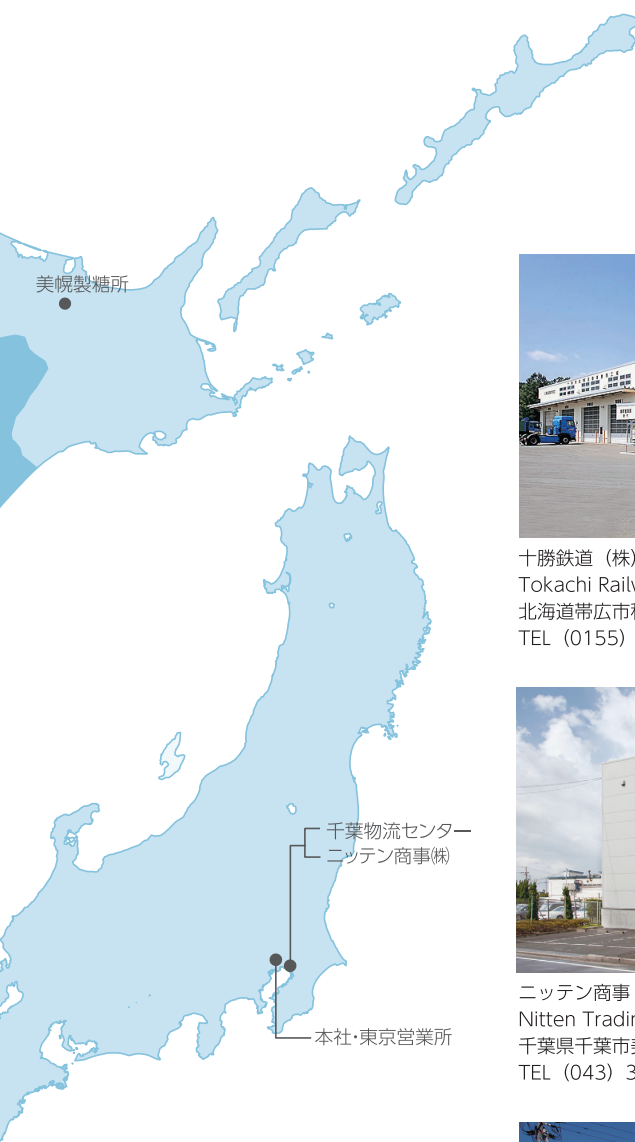 美幌製糖所
千葉物流センター
ニッテン商事㈱
本社・東京営業所
十勝鉄道（株）
Tokachi Railw
北海道帯広市
TEL（0155）
ニッテン商事
Nitten Tradin
千葉県千葉市美
TEL（043）3